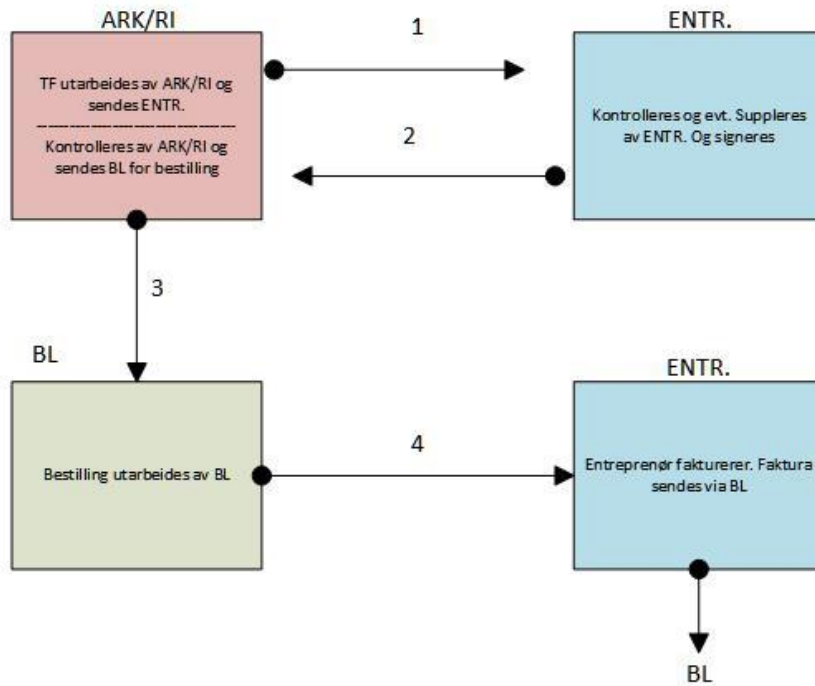 ARK/RI
1
ENTR.
TF utarbeides av ARK/RI og
sendes ENTR.
------------------------------------
Kontrolleres av ARK/RI og
sendes BL for bestilling
Kontrolleres og evt. Suppleres
av ENTR. Og signeres
2
3
BL
ENTR.
Bestilling utarbeides av BL
4
Entreprenør fakturerer. Faktura
sendes via BL
BL